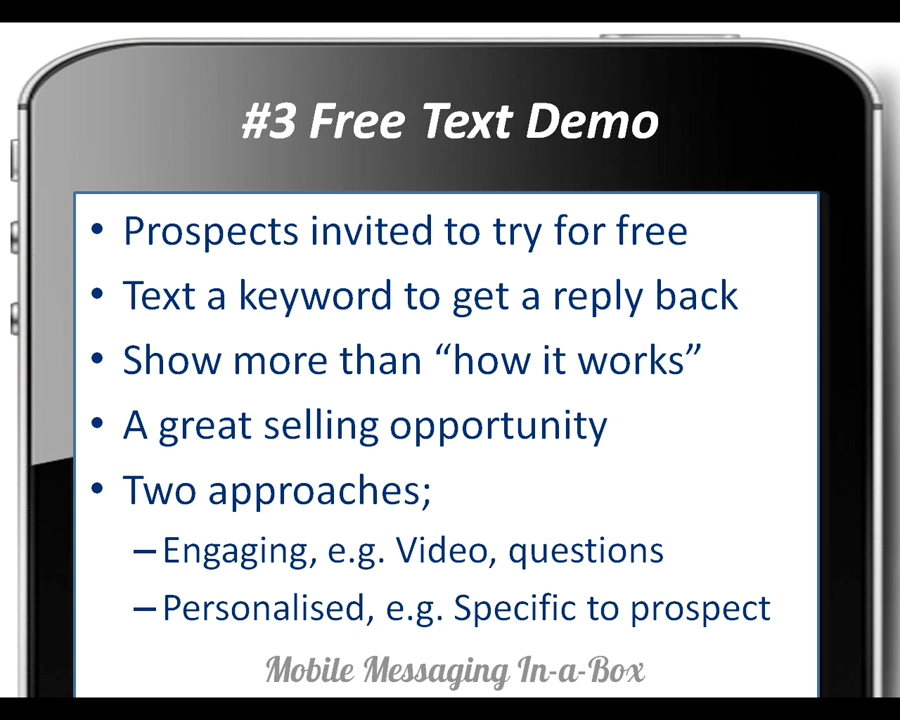 #3 Free Text Demo
• Prospects invited to try for free
• Text a keyword to get a reply back
• Show more than “how it works”
• A great selling opportunity
• Two approaches;
– Engaging, e.g. Video, questions
– Personalised, e.g. Specific to prospect
Mobile Messaging In-a-Box